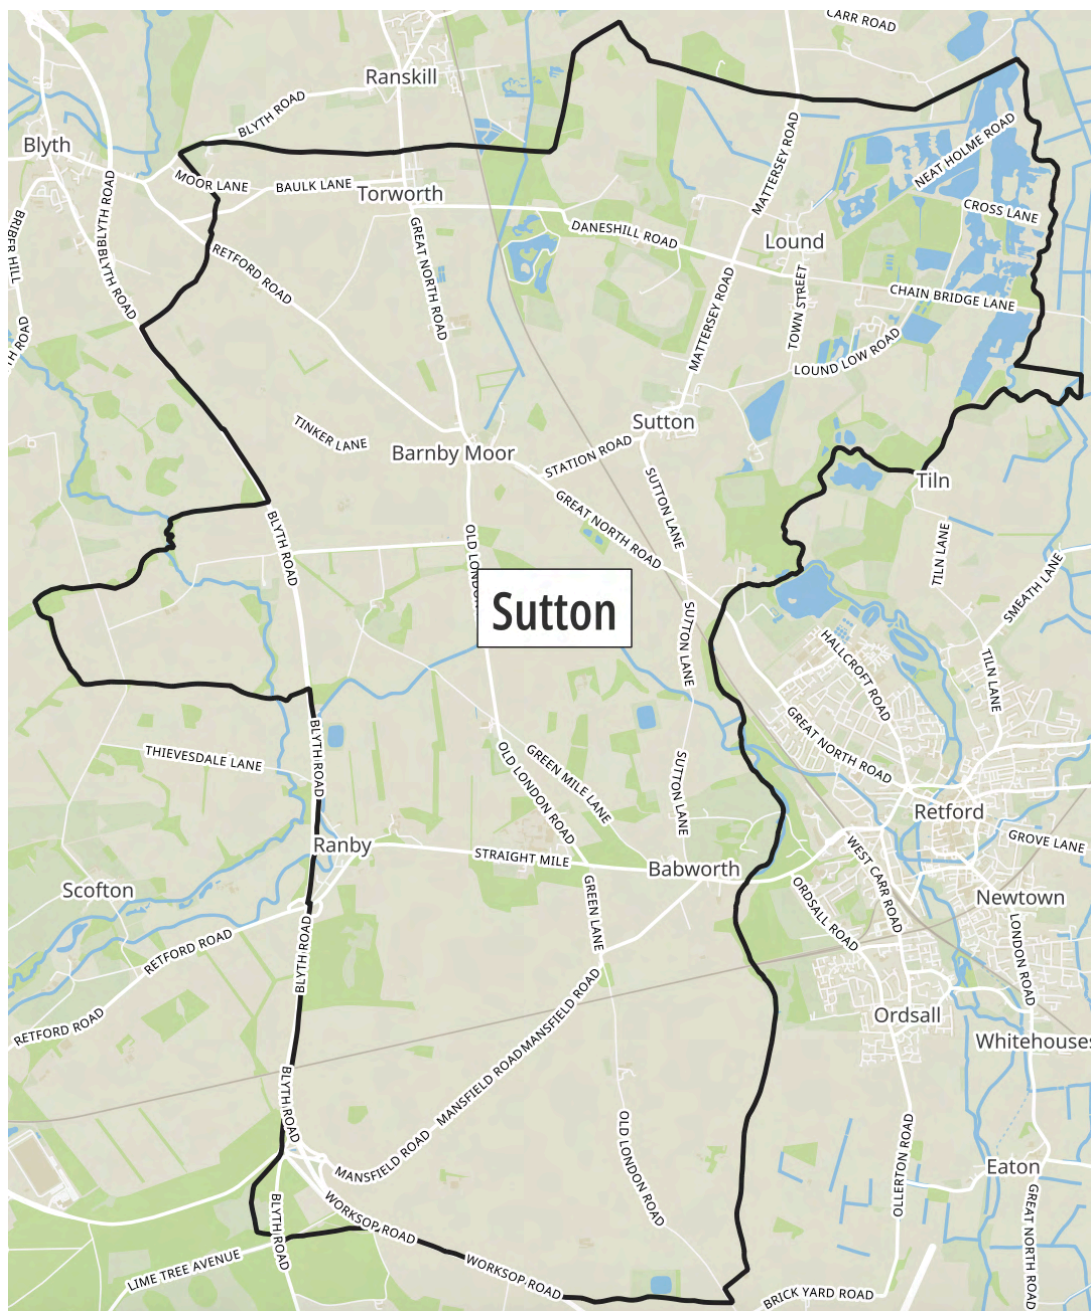 CARR ROAD
Ranskill
BLYTH ROAD
Blyth
MATTERSEY ROAD
NEAT HOLME ROAD
MOOR LANE
BAULK LANE
Torworth
BLYTH ROAD
BLYTH ROAD
BRIBER HILL
CROSS LANE
DANESHILL ROAD
Lound
GREAT NORTH ROAD
RETFORD ROAD
CHAIN BRIDGE LANE
MATTERSEY ROAD
TOWN STREET
LOUND LOW ROAD
TINKER LANE
Sutton
Barnby Moor
STATION ROAD
SUTTON LANE
GREAT NORTH ROAD
Tiln
BLYTH ROAD
OLD LONDON
TILN LANE
SMEATH LANE
Sutton
SUTTON LANE
HALLCROFT ROAD
TILN LANE
GREAT NORTH ROAD
BLYTH ROAD
THIEVESDALE LANE
OLD LONDON ROAD
GREEN MILE LANE
SUTTON LANE
Retford
Ranby
STRAIGHT MILE
Babworth
WEST CARR ROAD
GROVE LANE
Scofton
GREEN LANE
ORDSALL ROAD
Newtown
RETFORD ROAD
BLYTH ROAD
LONDON ROAD
MANSFIELD ROAD
MANSFIELD ROAD
Ordsall
RETFORD ROAD
Whitehouses
BLYTH ROAD
MANSFIELD ROAD
OLD LONDON ROAD
OLLERTON ROAD
Eaton
BLYTH ROAD
WORKSOP ROAD
GREAT NORTH ROAD
LIME TREE AVENUE
WORKSOP ROAD
BRICK YARD ROAD